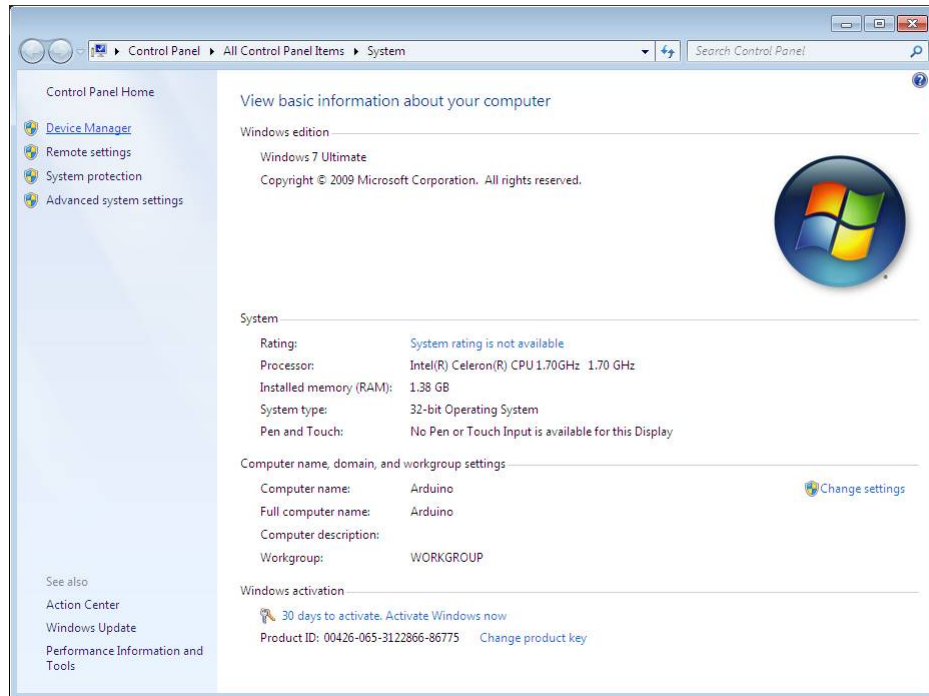 Control Panel ▸ All Control Panel Items ▸ System
Search Control Panel
Control Panel Home
Device Manager
Remote settings
System protection
Advanced system settings
See also
Action Center
Windows Update
Performance Information and
Tools
View basic information about your computer
Windows edition
Windows 7 Ultimate
Copyright © 2009 Microsoft Corporation. All rights reserved.
System
Rating: System rating is not available
Processor: Intel(R) Celeron(R) CPU 1.70GHz 1.70 GHz
Installed memory (RAM): 1.38 GB
System type: 32-bit Operating System
Pen and Touch: No Pen or Touch Input is available for this Display
Computer name, domain, and workgroup settings
Computer name: Arduino
Change settings
Full computer name: Arduino
Computer description:
Workgroup: WORKGROUP
Windows activation
30 days to activate. Activate Windows now
Product ID: 00426-065-3122866-86775 Change product key